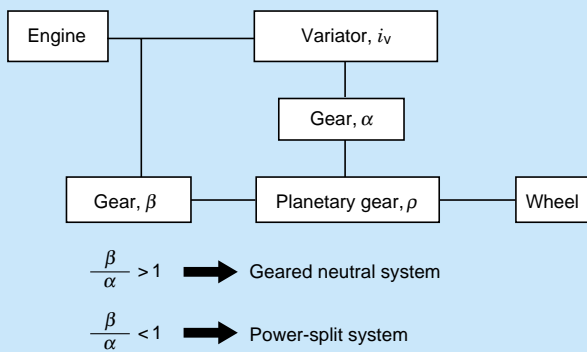 Engine
Variator, iv
Gear, α
Gear, β
Planetary gear, ρ
Wheel
β/α > 1 ➡ Geared neutral system
β/α < 1 ➡ Power-split system